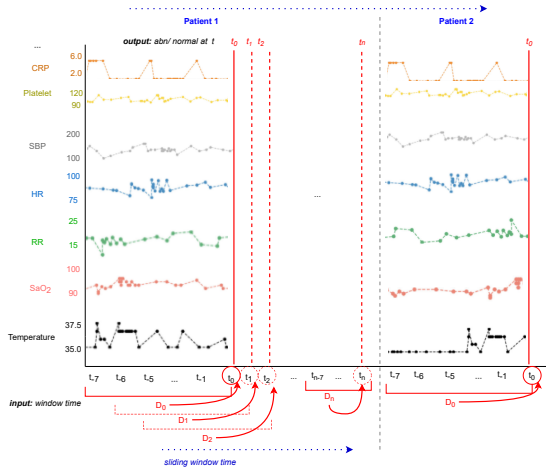 Patient 1 Patient 2
... output: abn/ normal at t t0 t1 t2 tn t0
6.0
CRP
2.0
Platelet 120
90
200
SBP
100
100
HR
75
...
25
RR
15
100
SaO2
90
37.5
Temperature
35.0
t-7 t-6 t-5 ... t-1 t0 t1 t2 ... tn-7 ... tn t-7 t-6 t-5 ... t-1 t0
input: window time D0 Dn D0
D1
D2
sliding window time